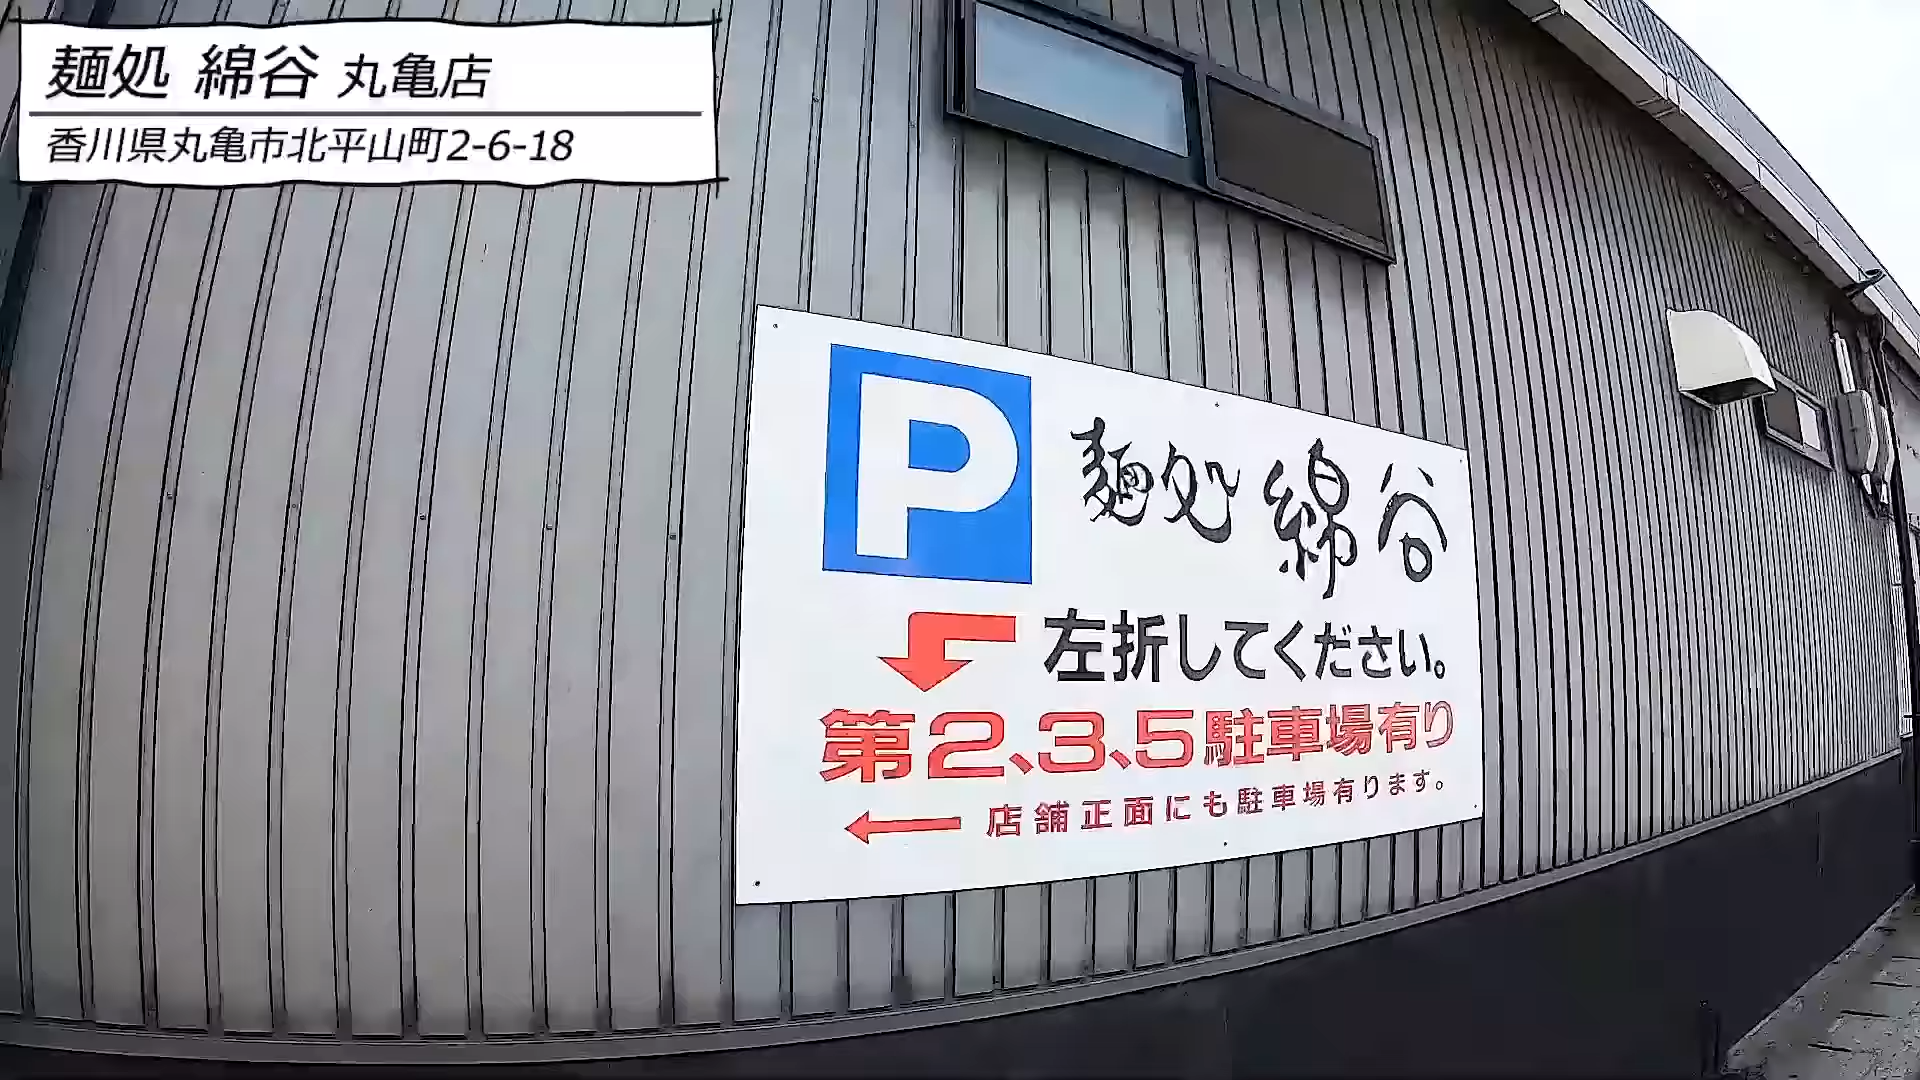 麺処 綿谷 丸亀店
香川県丸亀市北平山町2-6-18
P 麺処 綿谷
左折してください。
第2、3、5駐車場有り
店舗正面にも駐車場有ります。